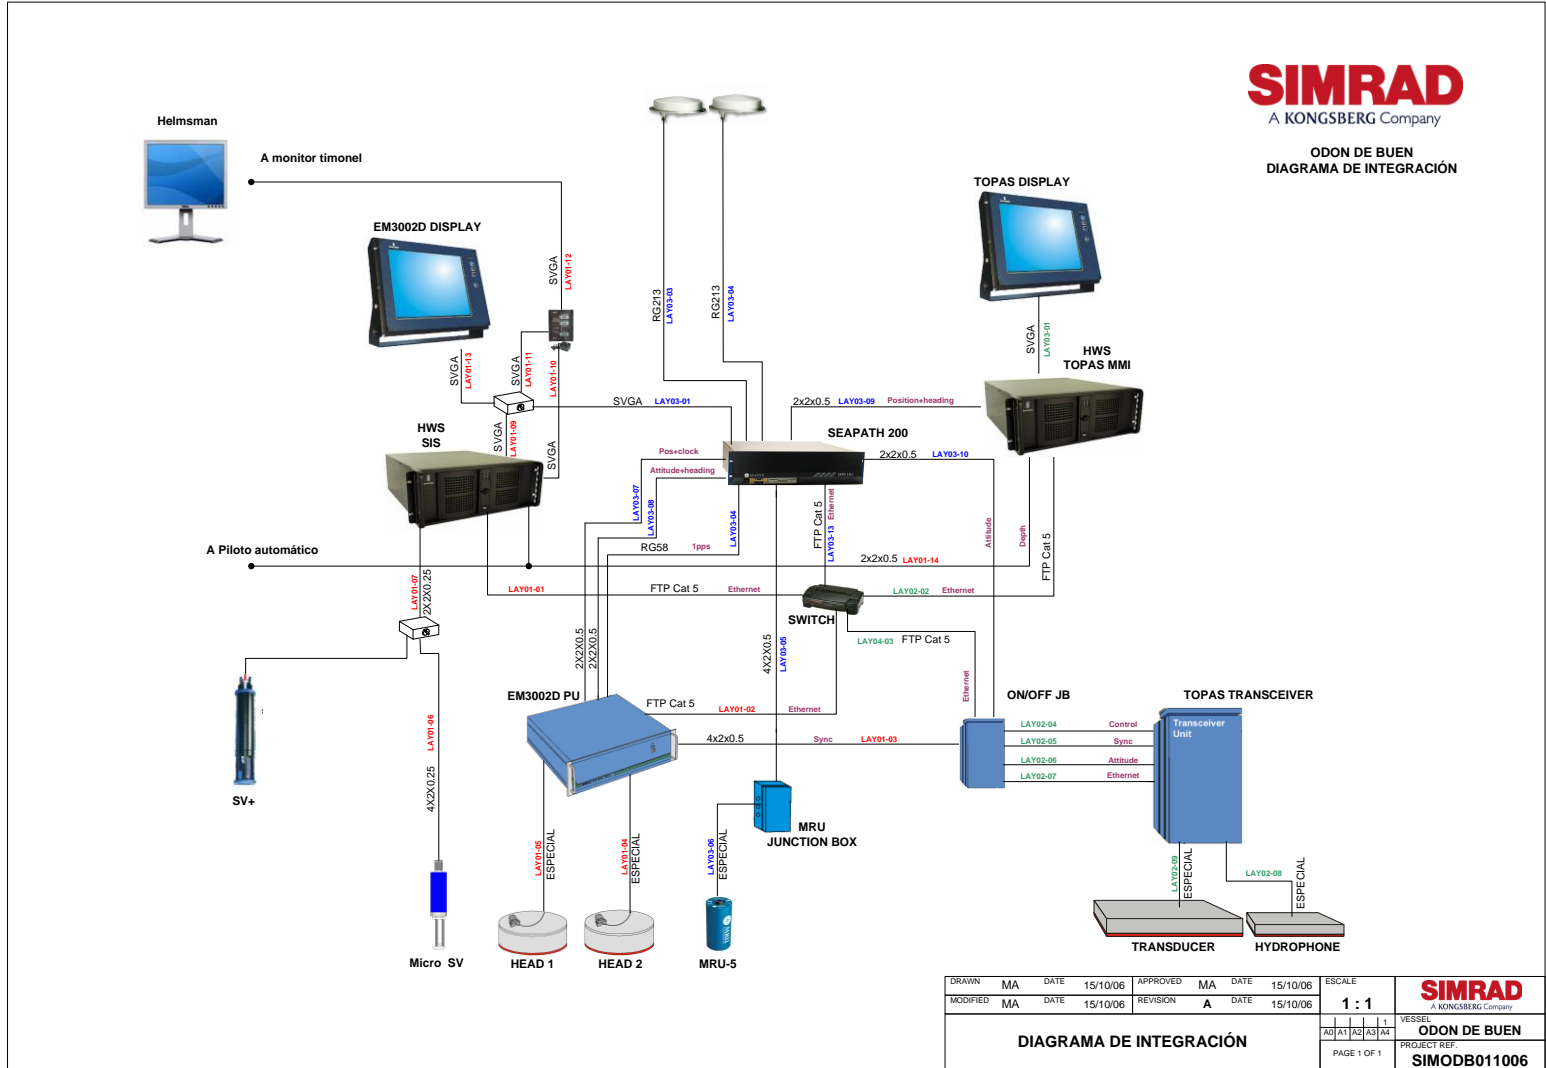 SIMRAD
A KONGSBERG Company
ODON DE BUEN
DIAGRAMA DE INTEGRACIÓN
Helmsman
A monitor timonel
EM3002D DISPLAY
TOPAS DISPLAY
SVGA
LAY01-12
RG213
LAY03-03
RG213
LAY03-04
SVGA
LAY03-01
HWS
TOPAS MMI
SVGA
LAY01-13
SVGA
LAY01-11
LAY01-10
SVGA
LAY03-01
2x2x0.5
LAY03-09
Position+heading
HWS
SIS
SVGA
LAY01-09
SVGA
SEAPATH 200
Pos+clock
Attitude+heading
2x2x0.5
LAY03-10
LAY03-07
LAY03-08
LAY03-04
RG58
1pps
FTP Cat 5
LAY03-13
Ethernet
Attitude
Depth
FTP Cat 5
A Piloto automático
2x2x0.5
LAY01-14
LAY01-07
2X2X0.25
LAY01-01
FTP Cat 5
Ethernet
LAY02-02
Ethernet
SWITCH
LAY04-03
FTP Cat 5
2X2X0.5
2X2X0.5
4X2X0.5
LAY03-05
Ethernet
EM3002D PU
FTP Cat 5
LAY01-02
Ethernet
ON/OFF JB
TOPAS TRANSCEIVER
4x2x0.5
Sync
LAY01-03
LAY02-04
Control
LAY02-05
Sync
LAY02-06
Attitude
LAY02-07
Ethernet
Transceiver
Unit
LAY01-06
4X2X0.25
SV+
MRU
JUNCTION BOX
LAY01-05
ESPECIAL
LAY01-04
ESPECIAL
LAY03-06
ESPECIAL
LAY02-09
ESPECIAL
LAY02-08
ESPECIAL
Micro SV
HEAD 1
HEAD 2
MRU-5
TRANSDUCER
HYDROPHONE
DRAWN MA DATE 15/10/06 APPROVED MA DATE 15/10/06
MODIFIED MA DATE 15/10/06 REVISION A DATE 15/10/06
DIAGRAMA DE INTEGRACIÓN
ESCALE
1 : 1
1
A0 A1 A2 A3 A4
PAGE 1 OF 1
SIMRAD
A KONGSBERG Company
VESSEL
ODON DE BUEN
PROJECT REF.
SIMODB011006